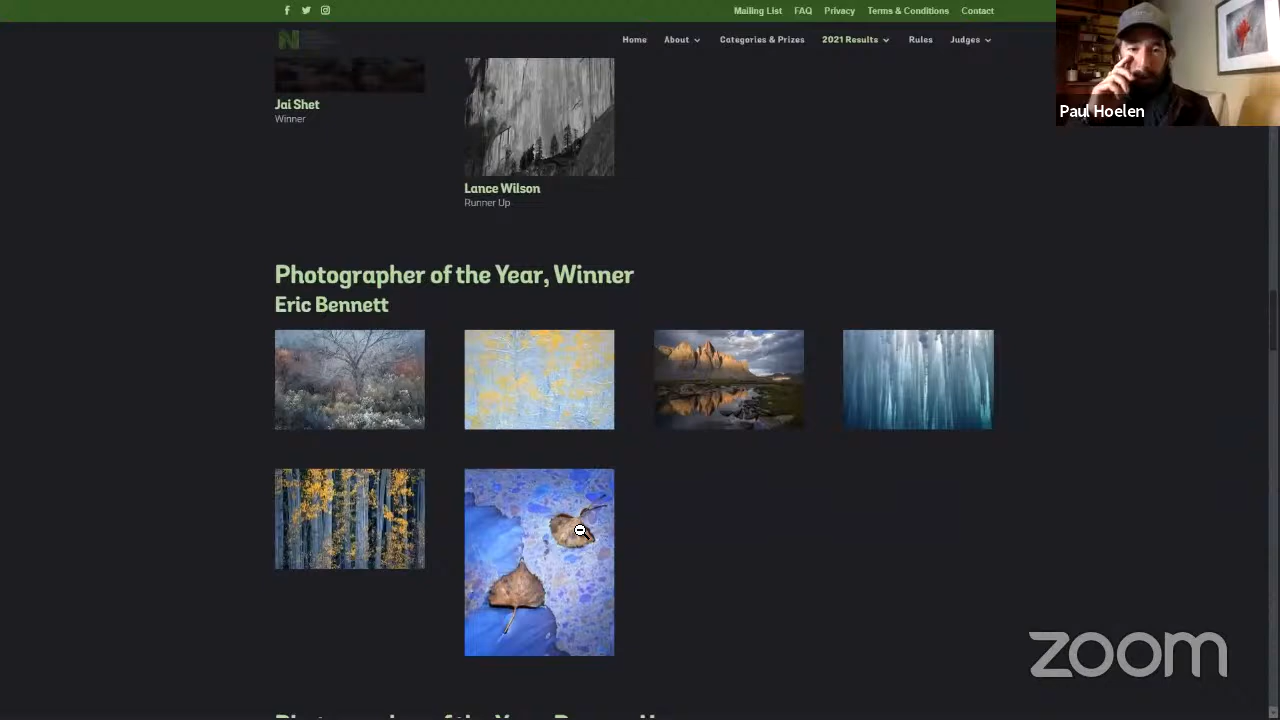 Mailing List FAQ Privacy Terms & Conditions Contact
N
Home About Categories & Prizes 2021 Results Rules Judges
Paul Hoelen
Jai Shet
Winner
Lance Wilson
Runner Up
Photographer of the Year, Winner
Eric Bennett
zoom